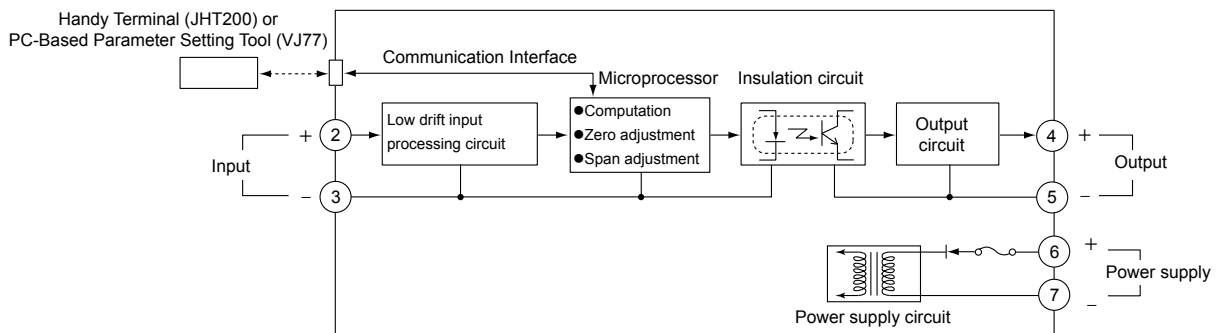 Handy Terminal (JHT200) or
PC-Based Parameter Setting Tool (VJ77)
Communication Interface
Microprocessor
Insulation circuit
Input
+
2
−
3
Low drift input
processing circuit
●Computation
●Zero adjustment
●Span adjustment
Output
circuit
4
+
5
−
Output
6
+
7
−
Power supply
Power supply circuit